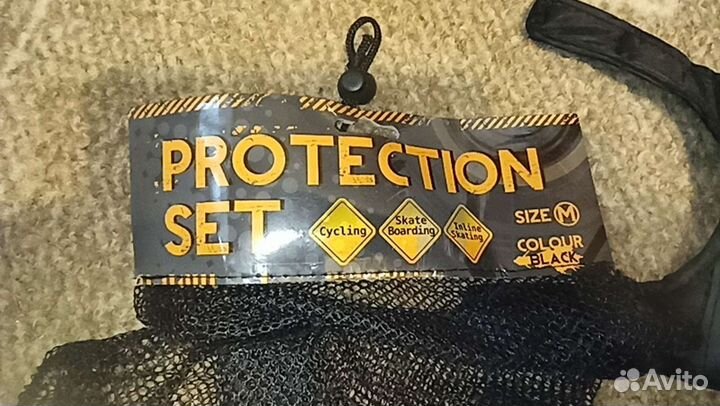 PROTECTION
SET
Cycling
Skate
Boarding
Inline
Skating
SIZE M
COLOUR
BLACK
Avito